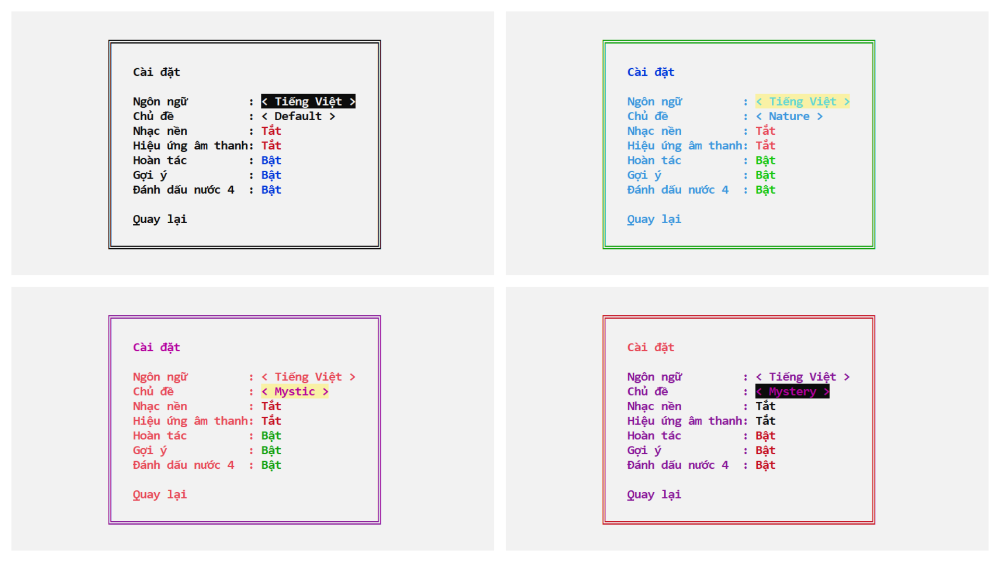 Cài đặt
Ngôn ngữ : < Tiếng Việt >
Chủ đề : < Default >
Nhạc nền : Tắt
Hiệu ứng âm thanh: Tắt
Hoàn tác : Bật
Gợi ý : Bật
Đánh dấu nước 4 : Bật
Quay lại
Cài đặt
Ngôn ngữ : < Tiếng Việt >
Chủ đề : < Nature >
Nhạc nền : Tắt
Hiệu ứng âm thanh: Tắt
Hoàn tác : Bật
Gợi ý : Bật
Đánh dấu nước 4 : Bật
Quay lại
Cài đặt
Ngôn ngữ : < Tiếng Việt >
Chủ đề : < Mystic >
Nhạc nền : Tắt
Hiệu ứng âm thanh: Tắt
Hoàn tác : Bật
Gợi ý : Bật
Đánh dấu nước 4 : Bật
Quay lại
Cài đặt
Ngôn ngữ : < Tiếng Việt >
Chủ đề : < Mystery >
Nhạc nền : Tắt
Hiệu ứng âm thanh: Tắt
Hoàn tác : Bật
Gợi ý : Bật
Đánh dấu nước 4 : Bật
Quay lại